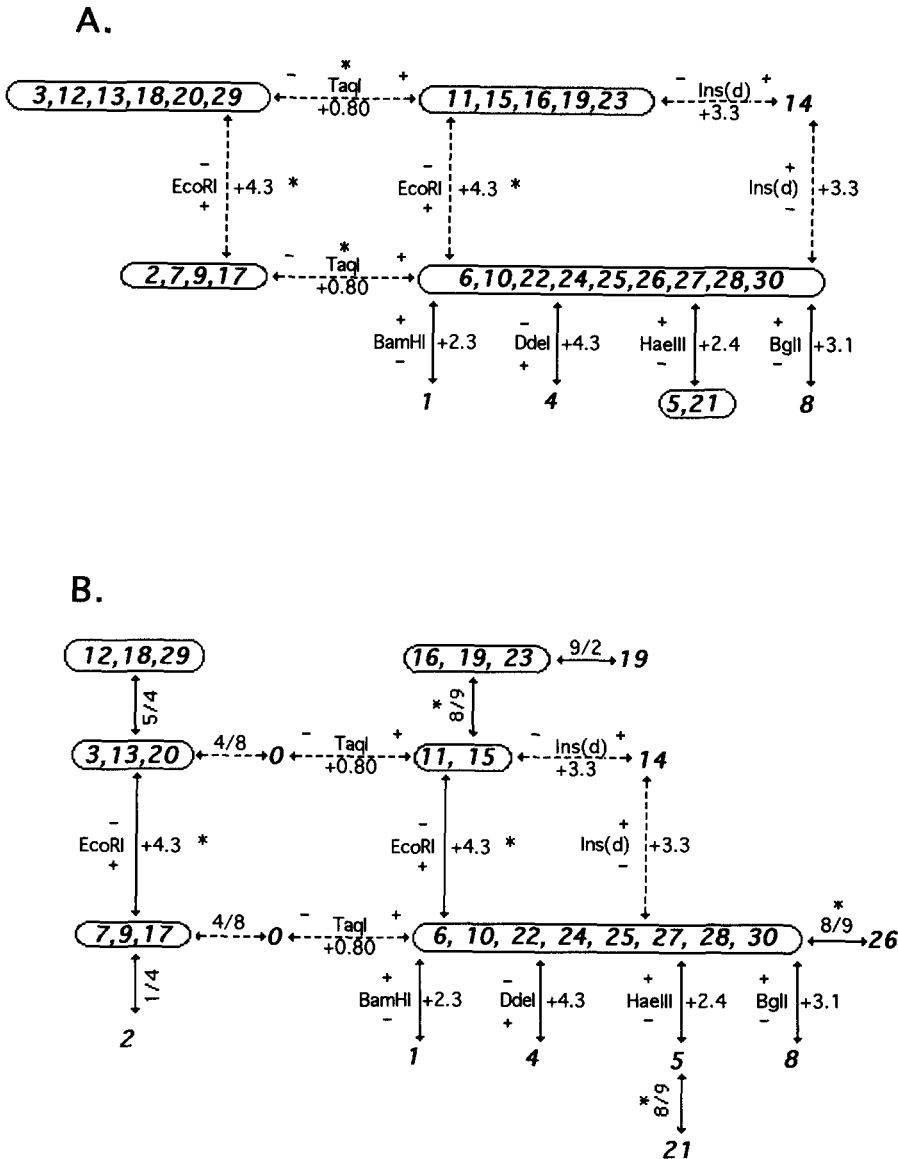 A.
* 
− TaqI + − Ins(d) +
3,12,13,18,20,29 +0.80 11,15,16,19,23 +3.3 14
− − +
EcoRI +4.3 * EcoRI +4.3 * Ins(d) +3.3
+ + −
*
− TaqI +
2,7,9,17 +0.80 6,10,22,24,25,26,27,28,30
+ − + +
BamHI +2.3 DdeI +4.3 HaeIII +2.4 BglI +3.1
− + − −
1 4 5,21 8
B.
12,18,29 16, 19, 23 9/2 19
5/4 * 8/9
4/8 − TaqI + − Ins(d) +
3,13,20 0 +0.80 11, 15 +3.3 14
− − +
EcoRI +4.3 * EcoRI +4.3 * Ins(d) +3.3
+ + −
4/8 − TaqI + *
7,9,17 0 +0.80 6, 10, 22, 24, 25, 27, 28, 30 8/9 26
+ − + +
1/4 BamHI +2.3 DdeI +4.3 HaeIII +2.4 BglI +3.1
− + − −
2 1 4 5 8
* 8/9
21